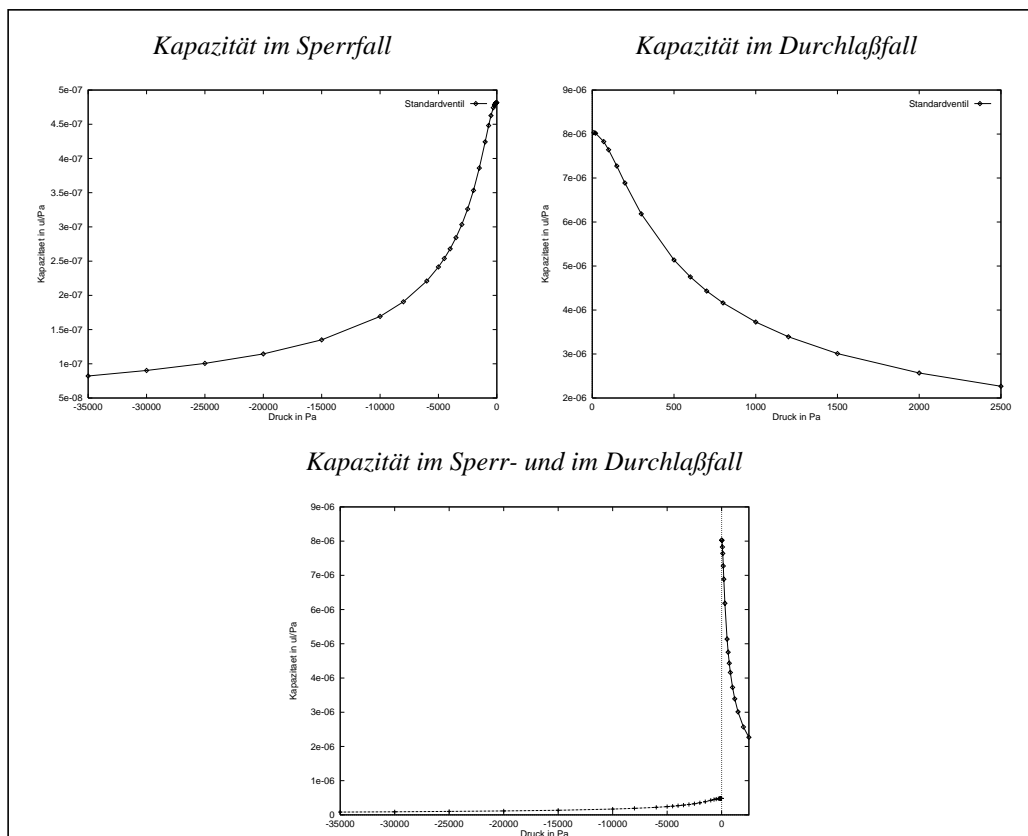 Kapazität im Sperrfall
Kapazität im Durchlaßfall
5e-07
4.5e-07
4e-07
3.5e-07
3e-07
2.5e-07
2e-07
1.5e-07
1e-07
5e-08
Kapazitaet in ul/Pa
Standardventil
-35000 -30000 -25000 -20000 -15000 -10000 -5000 0
Druck in Pa
9e-06
8e-06
7e-06
6e-06
5e-06
4e-06
3e-06
2e-06
Kapazitaet in ul/Pa
Standardventil
0 500 1000 1500 2000 2500
Druck in Pa
Kapazität im Sperr- und im Durchlaßfall
9e-06
8e-06
7e-06
6e-06
5e-06
4e-06
3e-06
2e-06
1e-06
0
Kapazitaet in ul/Pa
-35000 -30000 -25000 -20000 -15000 -10000 -5000 0
Druck in Pa